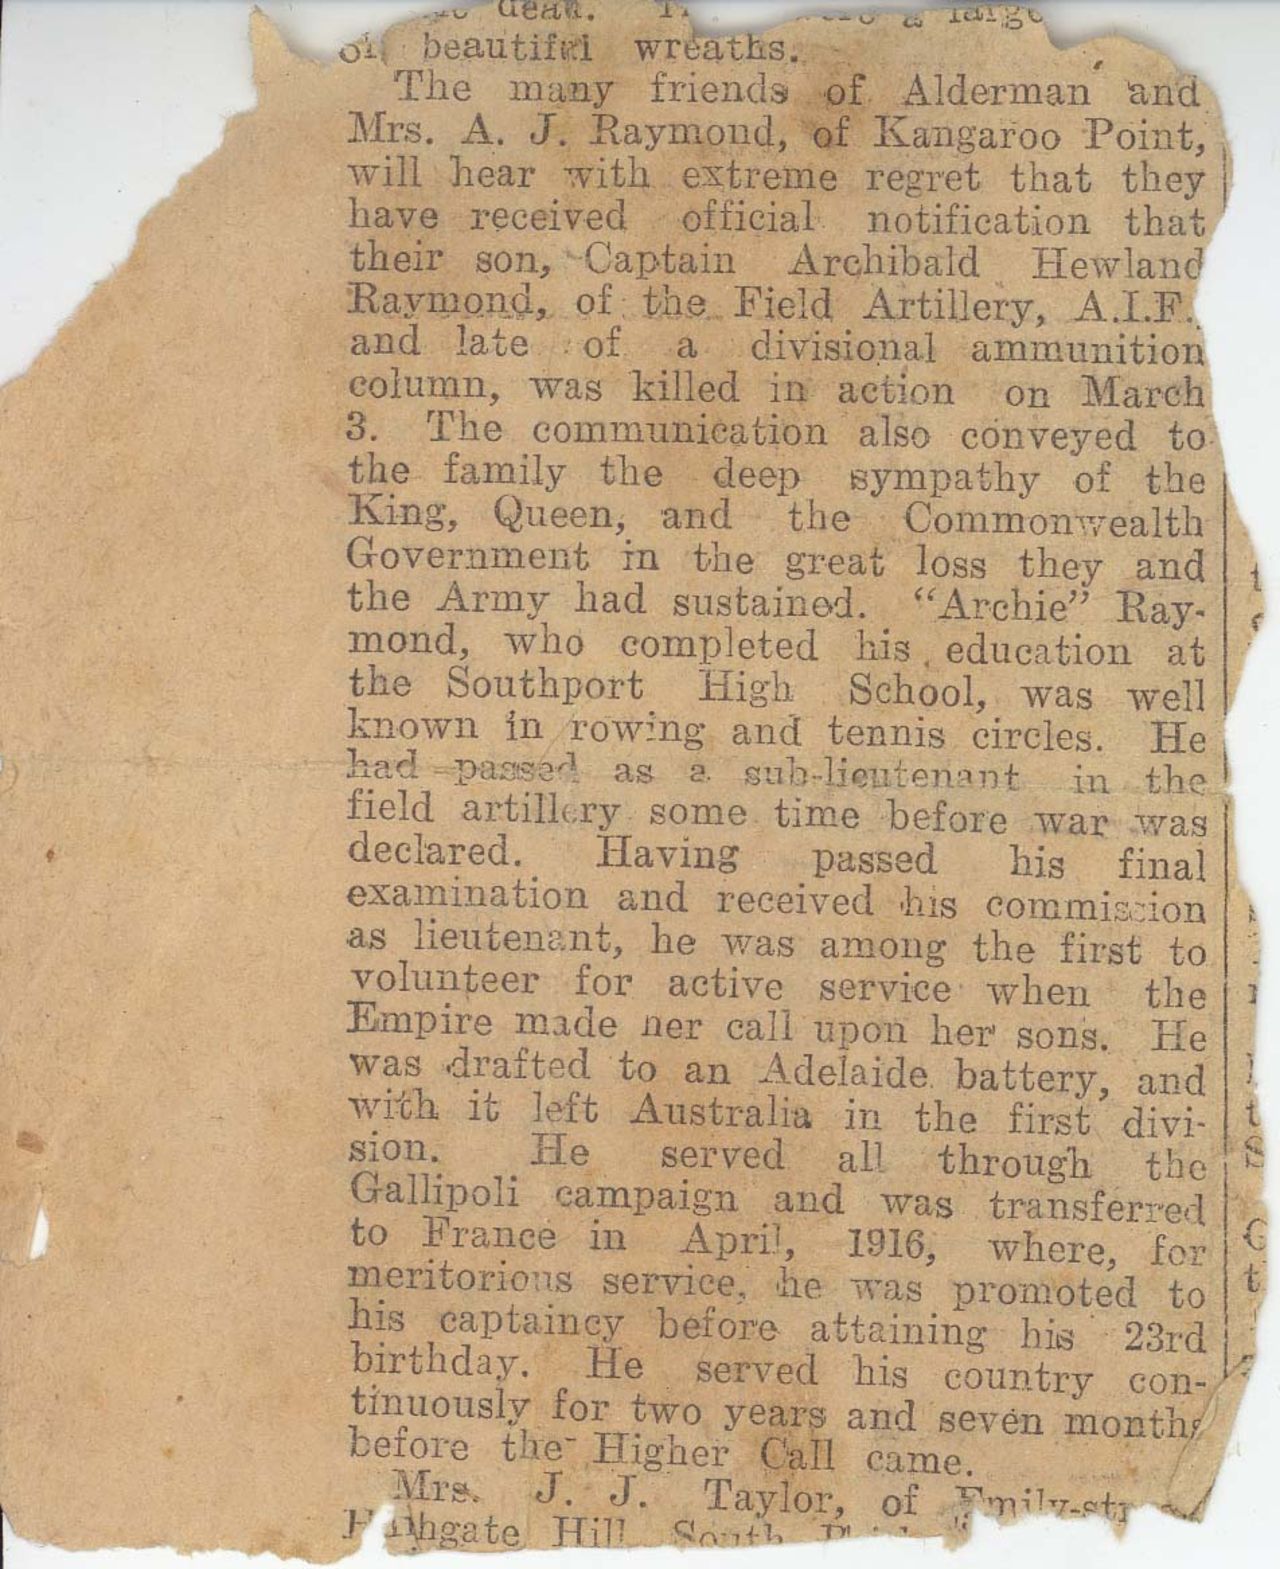 dead.
beautiful wreaths.
The many friends of Alderman and
Mrs. A. J. Raymond, of Kangaroo Point,
will hear with extreme regret that they
have received official notification that
their son, Captain Archibald Hewland
Raymond, of the Field Artillery, A.I.F.,
and late of a divisional ammunition
column, was killed in action on March
3. The communication also conveyed to
the family the deep sympathy of the
King, Queen, and the Commonwealth
Government in the great loss they and
the Army had sustained. "Archie" Ray-
mond, who completed his education at
the Southport High School, was well
known in rowing and tennis circles. He
had passed as a sub-lieutenant in the
field artillery some time before war was
declared. Having passed his final
examination and received his commission
as lieutenant, he was among the first to
volunteer for active service when the
Empire made her call upon her sons. He
was drafted to an Adelaide battery, and
with it left Australia in the first divi-
sion. He served all through the
Gallipoli campaign and was transferred
to France in April, 1916, where, for
meritorious service, he was promoted to
his captaincy before attaining his 23rd
birthday. He served his country con-
tinuously for two years and seven months
before the Higher Call came.
Mrs. J. J. Taylor, of
Hill South